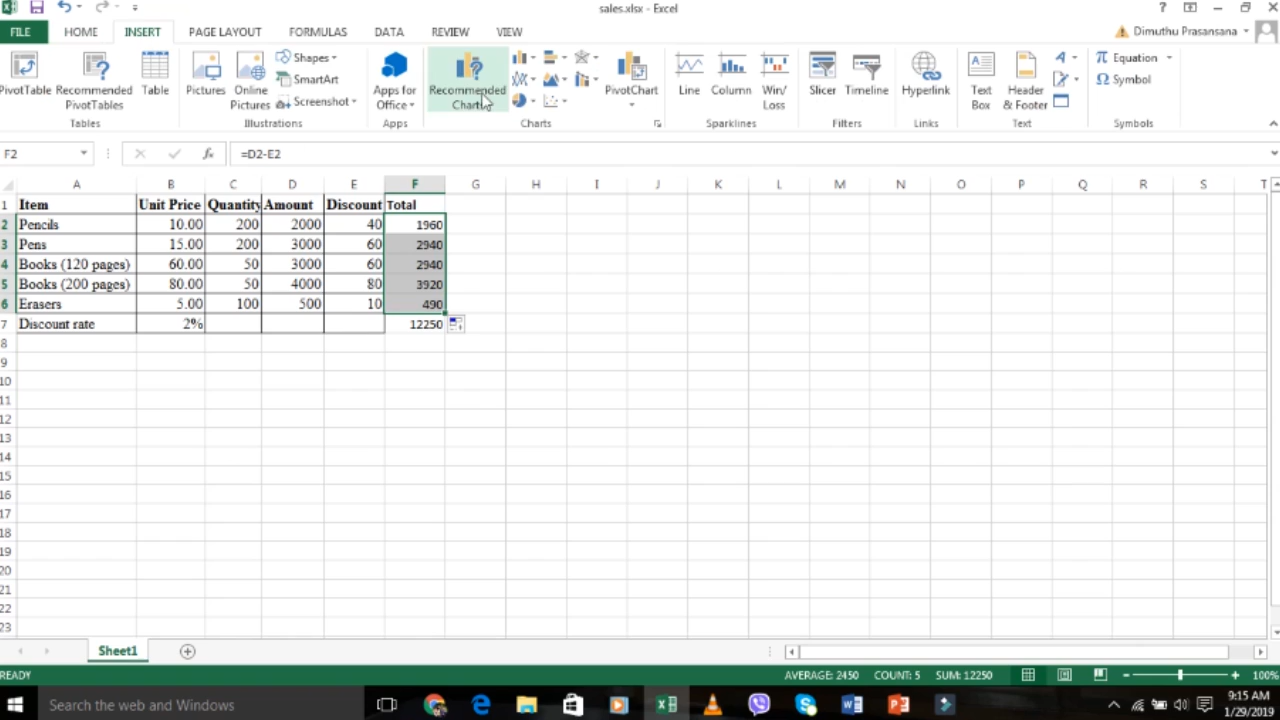 sales.xlsx - Excel
?
FILE HOME INSERT PAGE LAYOUT FORMULAS DATA REVIEW VIEW Dimuthu Prasansana
PivotTable Recommended PivotTables Table Pictures Online Pictures Shapes SmartArt Screenshot Apps for Office Recommended Charts PivotChart Line Column Win/ Loss Slicer Timeline Hyperlink Text Box Header & Footer Equation Symbol
Tables Illustrations Apps Charts Sparklines Filters Links Text Symbols
F2 fx =D2-E2
A B C D E F G H I J K L M N O P Q R S T
1 Item Unit Price Quantity Amount Discount Total
2 Pencils 10.00 200 2000 40 1960
3 Pens 15.00 200 3000 60 2940
4 Books (120 pages) 60.00 50 3000 60 2940
5 Books (200 pages) 80.00 50 4000 80 3920
6 Erasers 5.00 100 500 10 490
7 Discount rate 2% 12250
8
9
10
11
12
13
14
15
16
17
18
19
20
21
22
23
Sheet1
READY AVERAGE: 2450 COUNT: 5 SUM: 12250 100%
Search the web and Windows 9:15 AM
1/29/2019